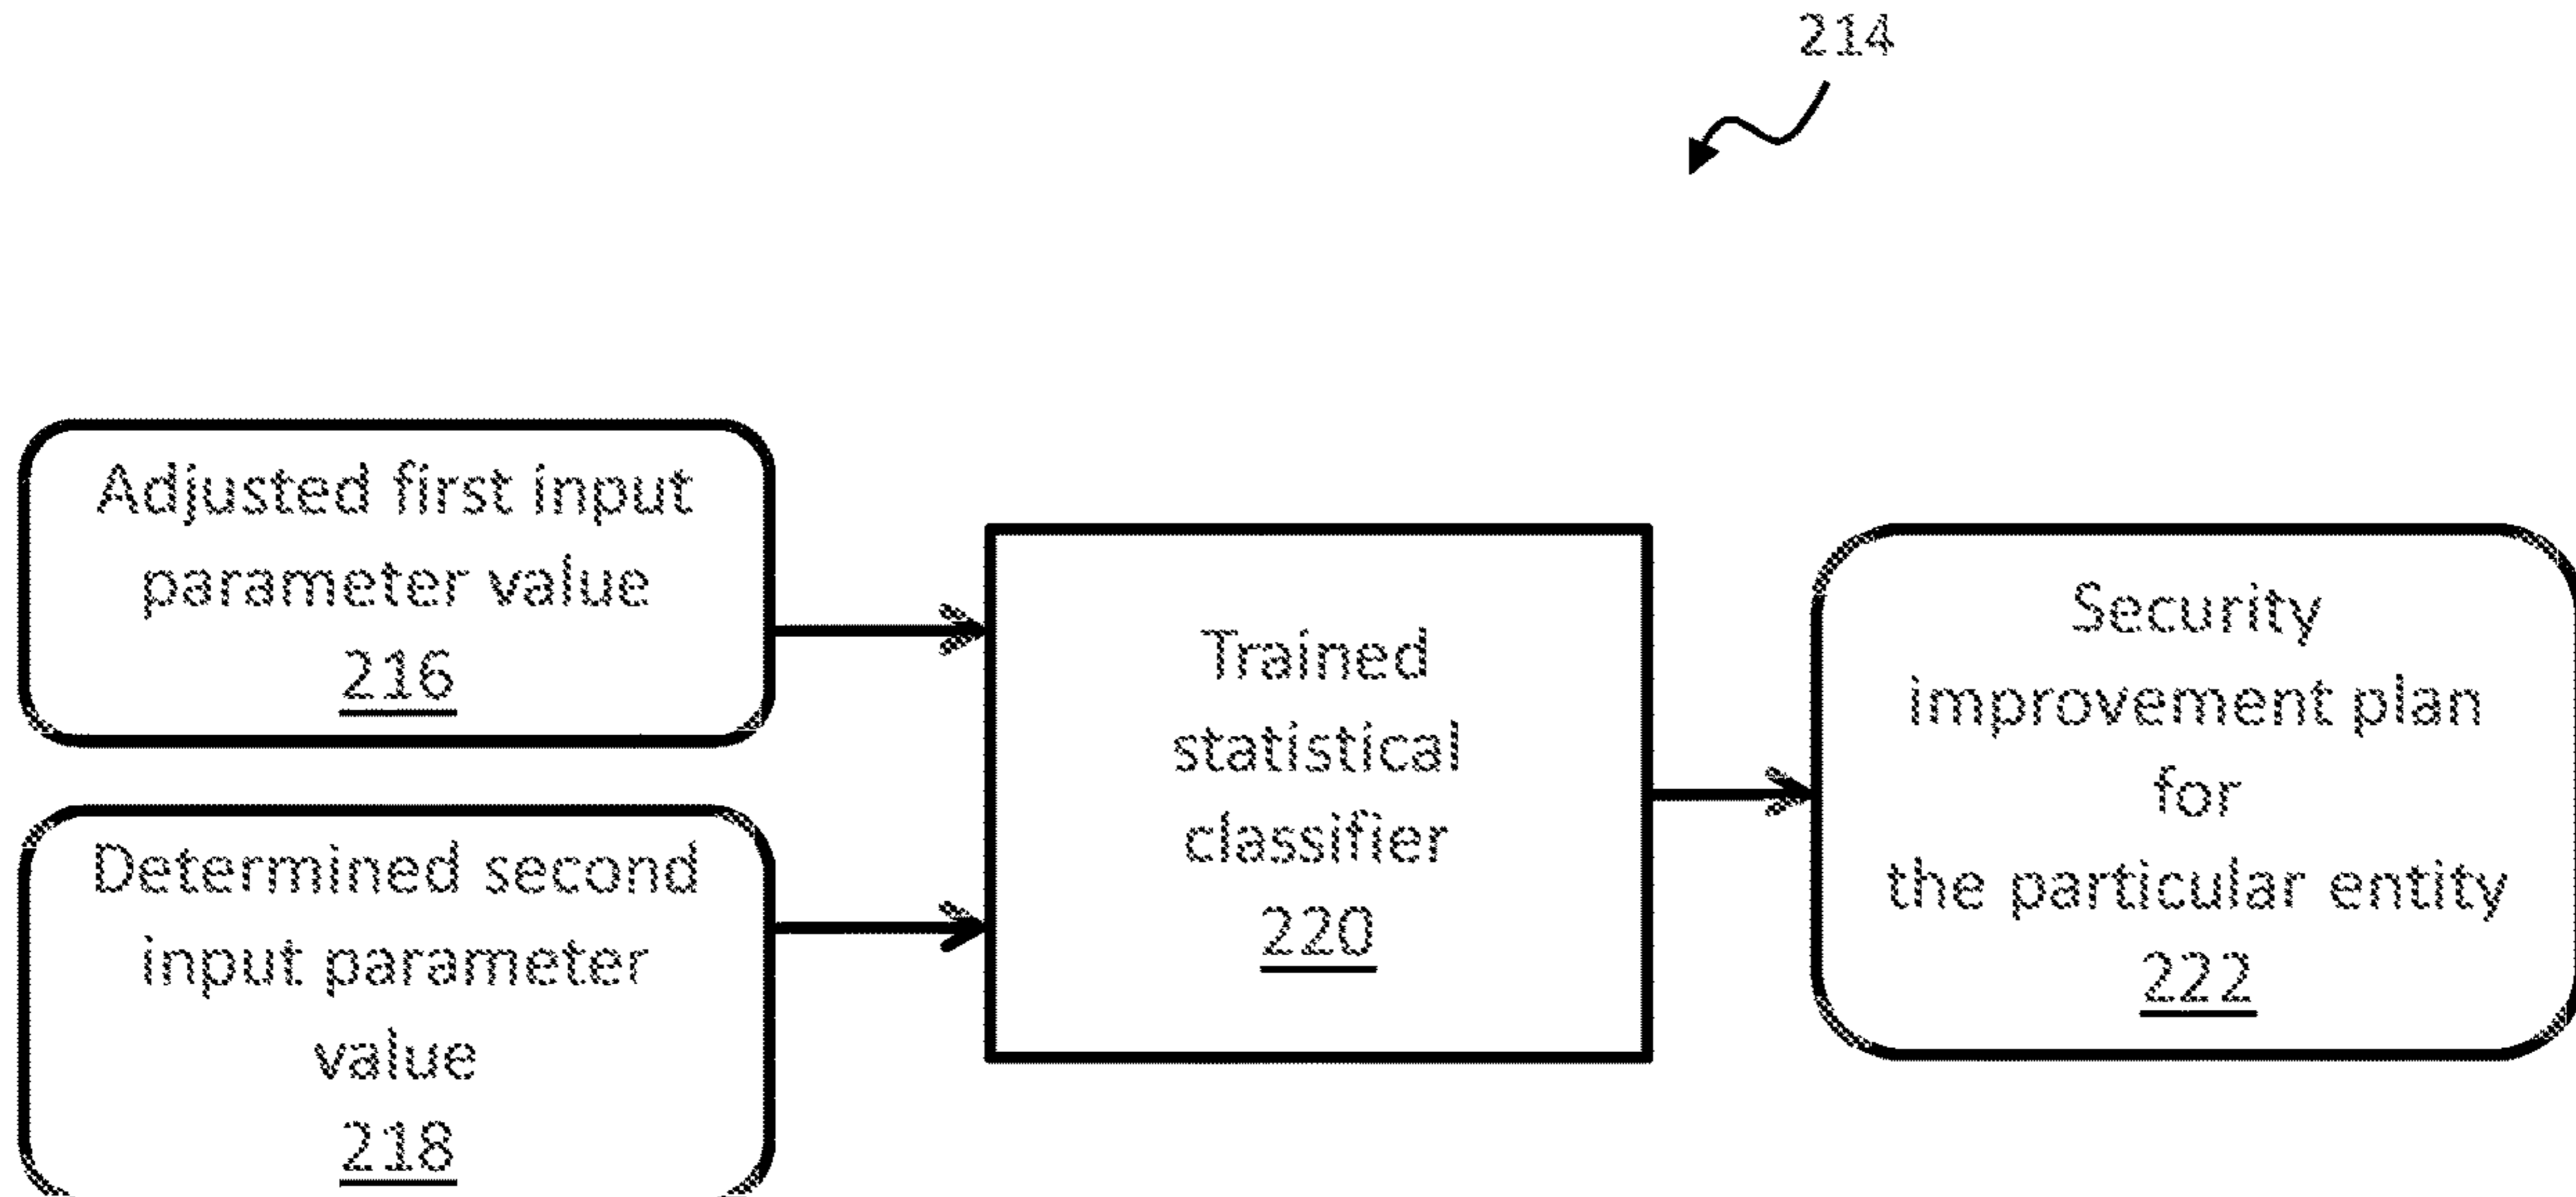 214
Adjusted first input
parameter value
216
Determined second
input parameter
value
218
Trained
statistical
classifier
220
Security
improvement plan
for
the particular entity
222